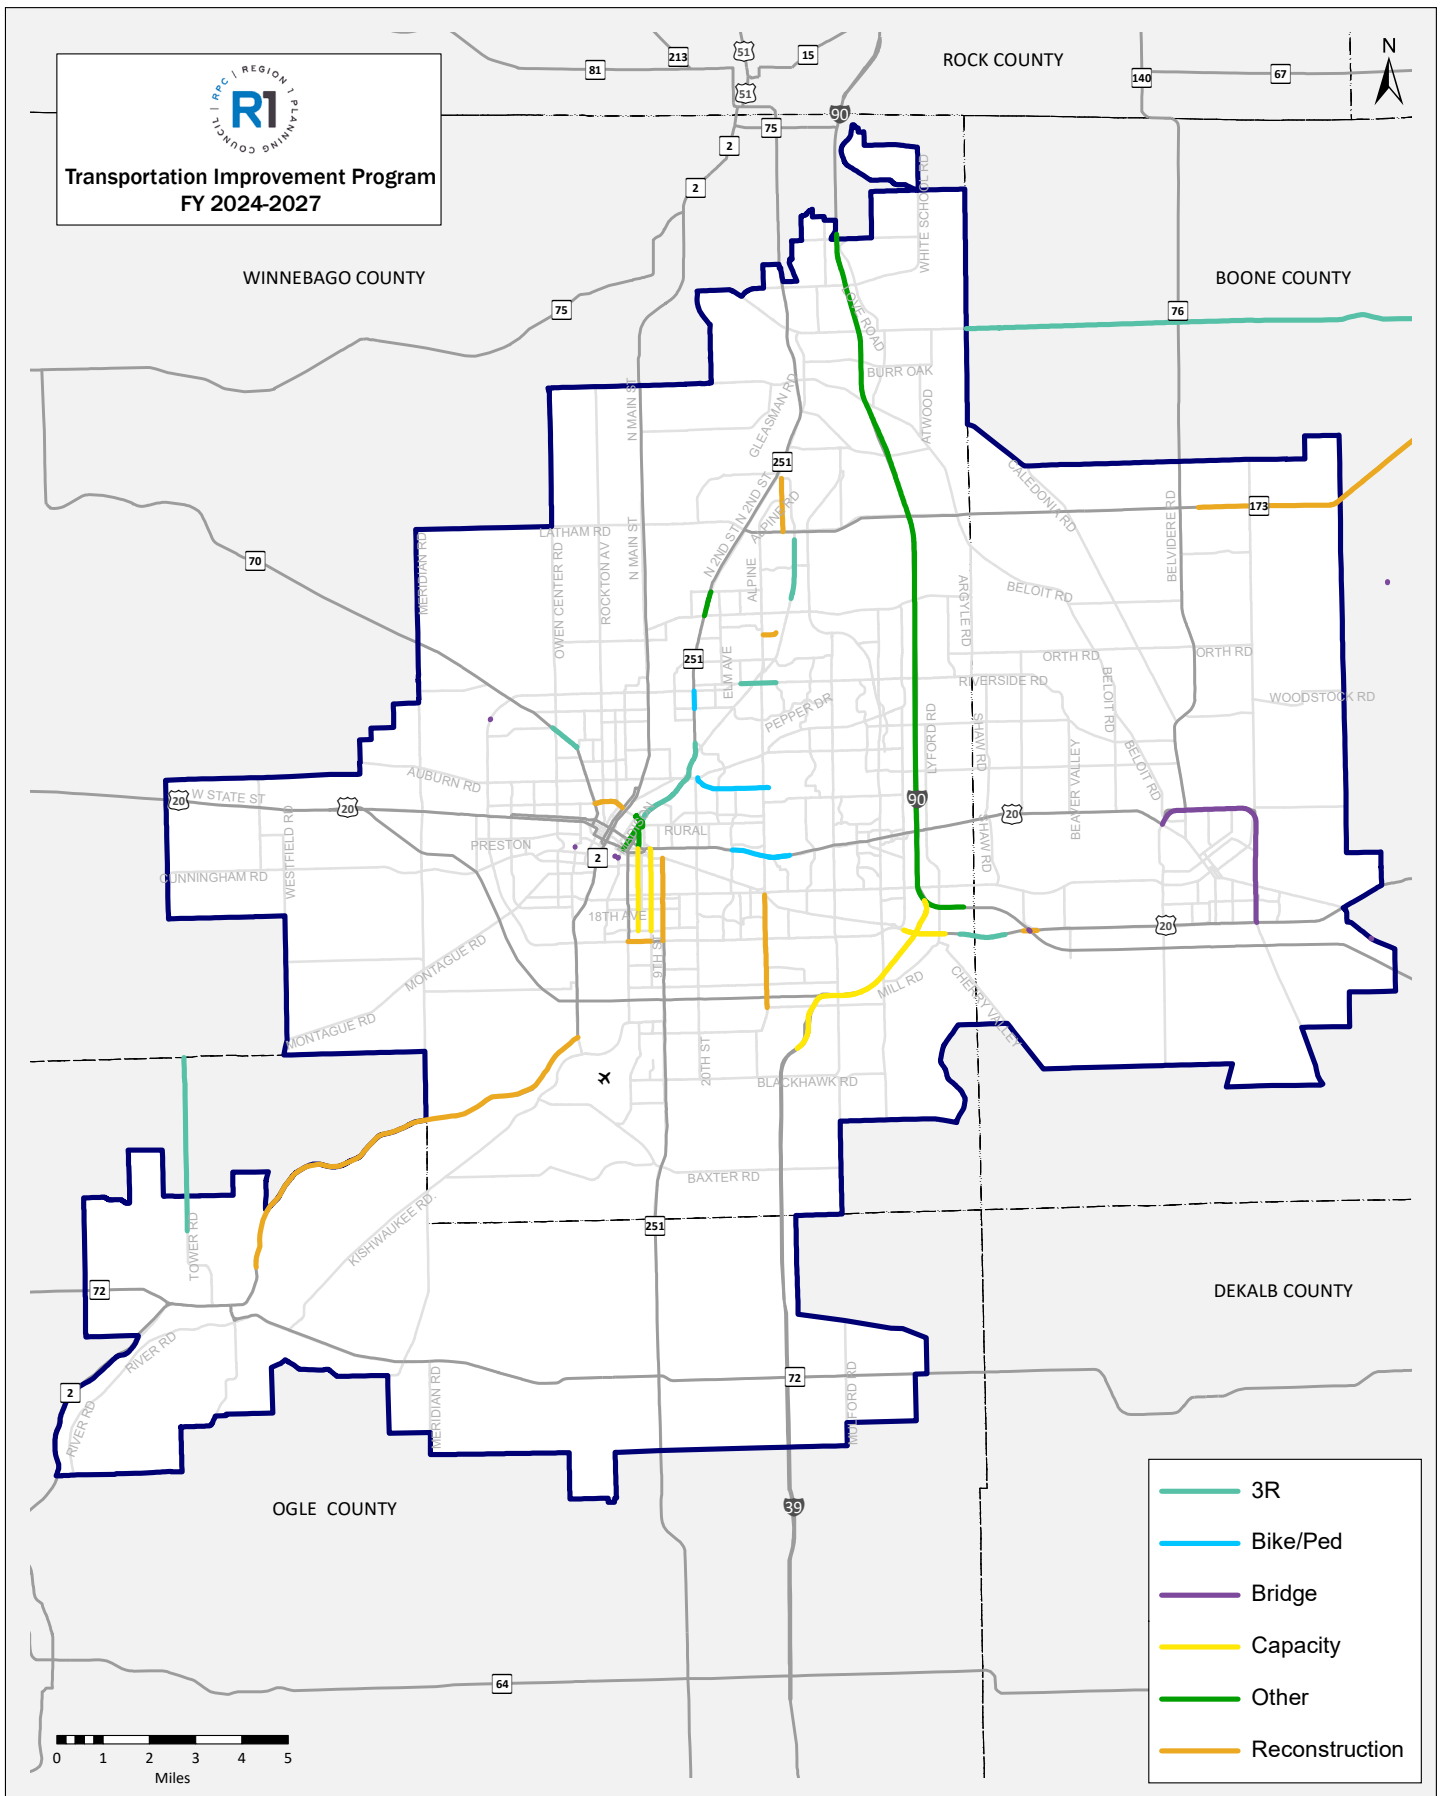 REGION 1 PLANNING COUNCIL | RPC |
R1
Transportation Improvement Program
FY 2024-2027
N
ROCK COUNTY
WINNEBAGO COUNTY
BOONE COUNTY
DEKALB COUNTY
OGLE COUNTY
81
213
51
15
51
140
67
90
75
2
2
75
76
WHITE SCHOOL RD
LOVE ROAD
BURR OAK
ATWOOD
GLEASMAN RD
N MAIN ST
251
CALEDONIA RD
173
N 2ND ST
N 2ND ST
ALPINE RD
BELVIDERE RD
LATHAM RD
70
MERIDIAN RD
OWEN CENTER RD
ROCKTON AV
N MAIN ST
ALPINE
ARGYLE RD
BELOIT RD
251
ELM AVE
ORTH RD
ORTH RD
RIVERSIDE RD
BELOIT RD
WOODSTOCK RD
PEPPER DR
LYFORD RD
SHAW RD
BEAVER VALLEY
BELOIT RD
AUBURN RD
20
W STATE ST
20
90
20
WESTFIELD RD
MADISON
RURAL
PRESTON
2
SHAW RD
CUNNINGHAM RD
18TH AVE
9TH ST
20
MONTAGUE RD
MILL RD
CHERRY VALLEY
MONTAGUE RD
20TH ST
BLACKHAWK RD
BAXTER RD
TOWER RD
KISHWAUKEE RD.
251
72
RIVER RD
2
RIVER RD
MERIDIAN RD
72
MULFORD RD
39
64
0 1 2 3 4 5
Miles
3R
Bike/Ped
Bridge
Capacity
Other
Reconstruction